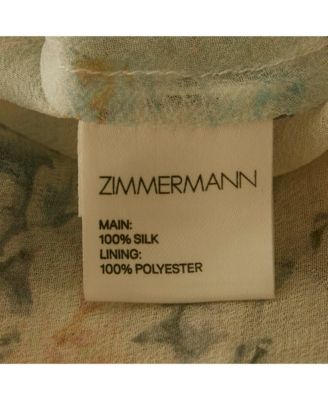 ZIMMERMANN
MAIN:
100% SILK
LINING:
100% POLYESTER